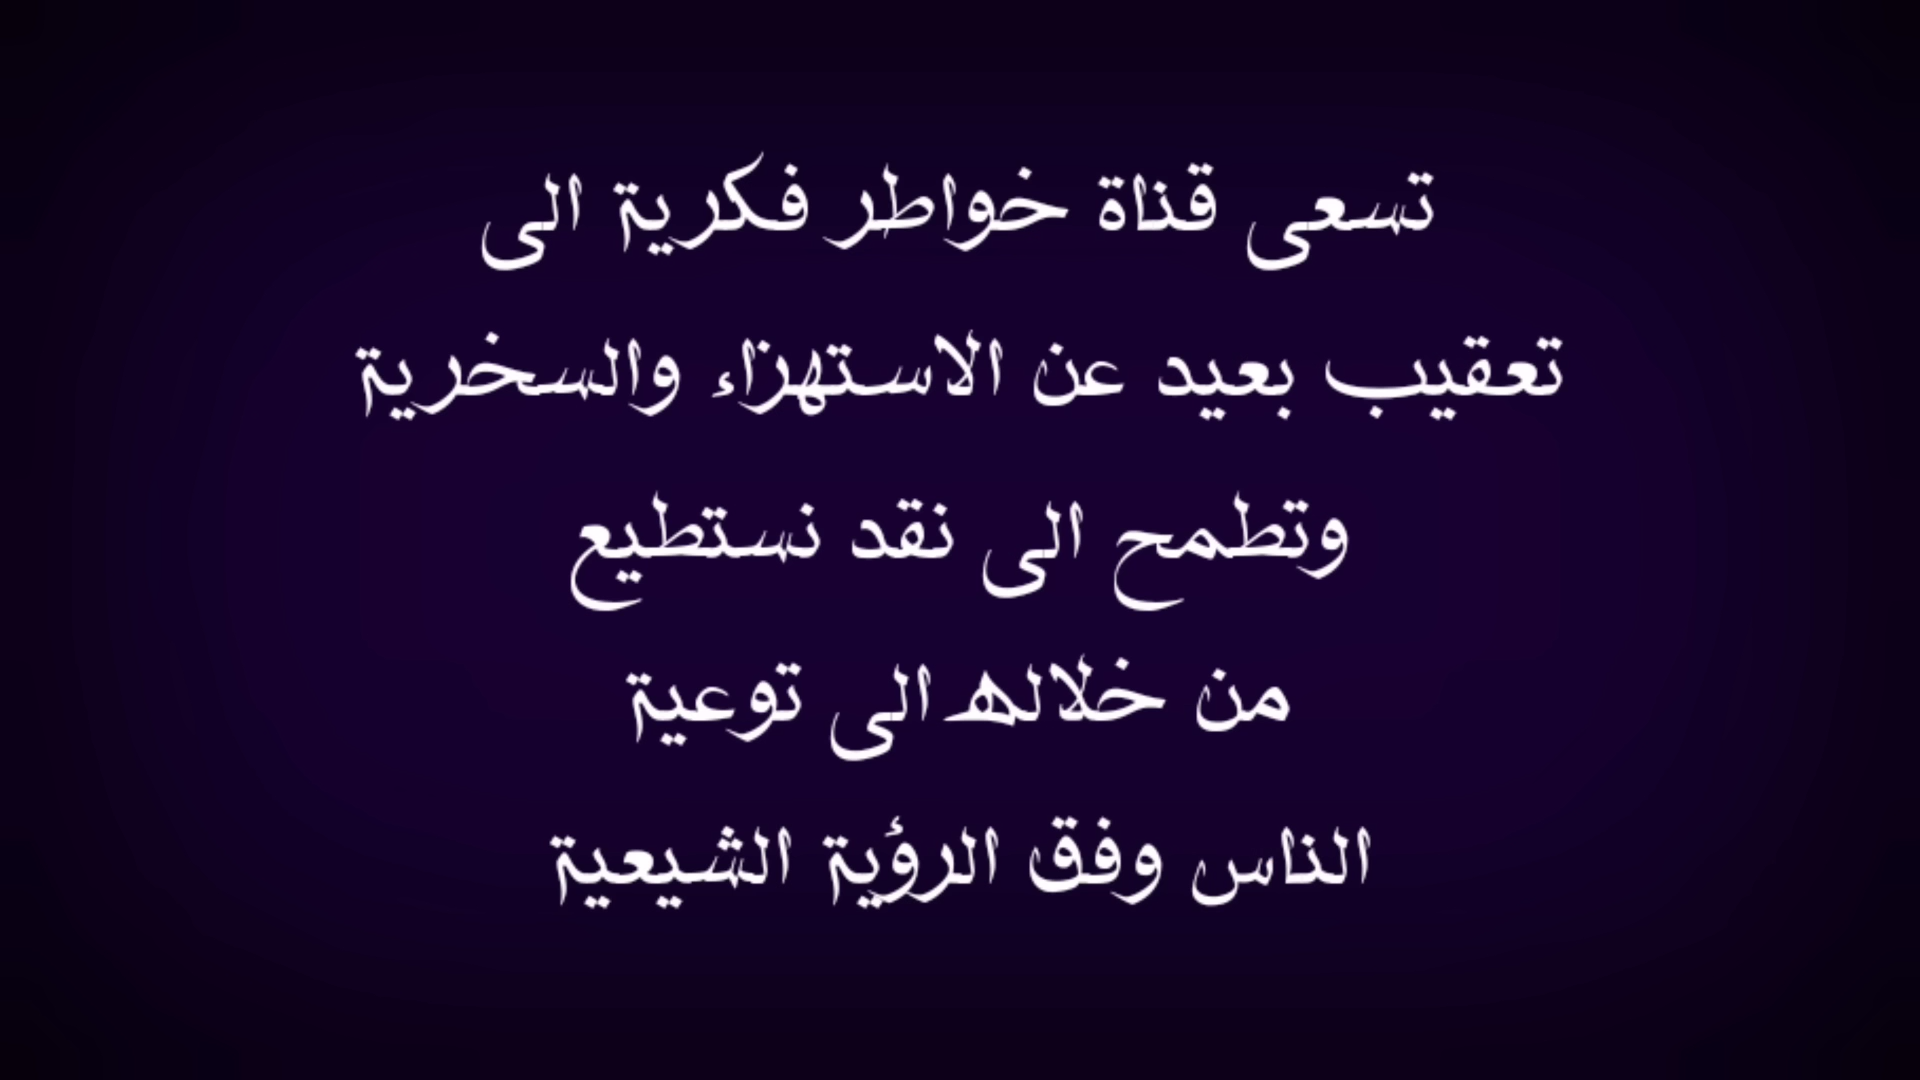 تسعى قناة خواطر فكرية الى
تعقيب بعيد عن الاستهزاء والسخرية
وتطمح الى نقد نستطيع
من خلاله الى توعية
الناس وفق الرؤية الشيعية